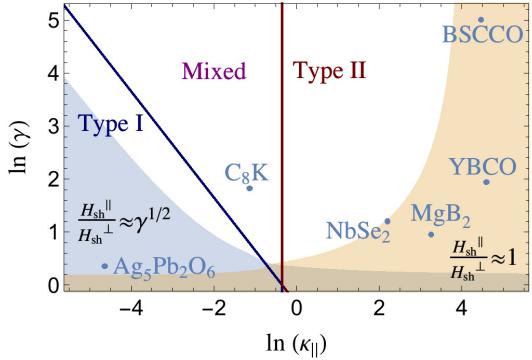 5
4
3
2
1
0
ln (γ)
BSCCO
Mixed
Type II
Type I
C₈K
YBCO
NbSe₂
MgB₂
H_sh^∥ / H_sh^⊥ ≈ γ^1/2
H_sh^∥ / H_sh^⊥ ≈ 1
Ag₅Pb₂O₆
−4 −2 0 2 4
ln (κ_∥)